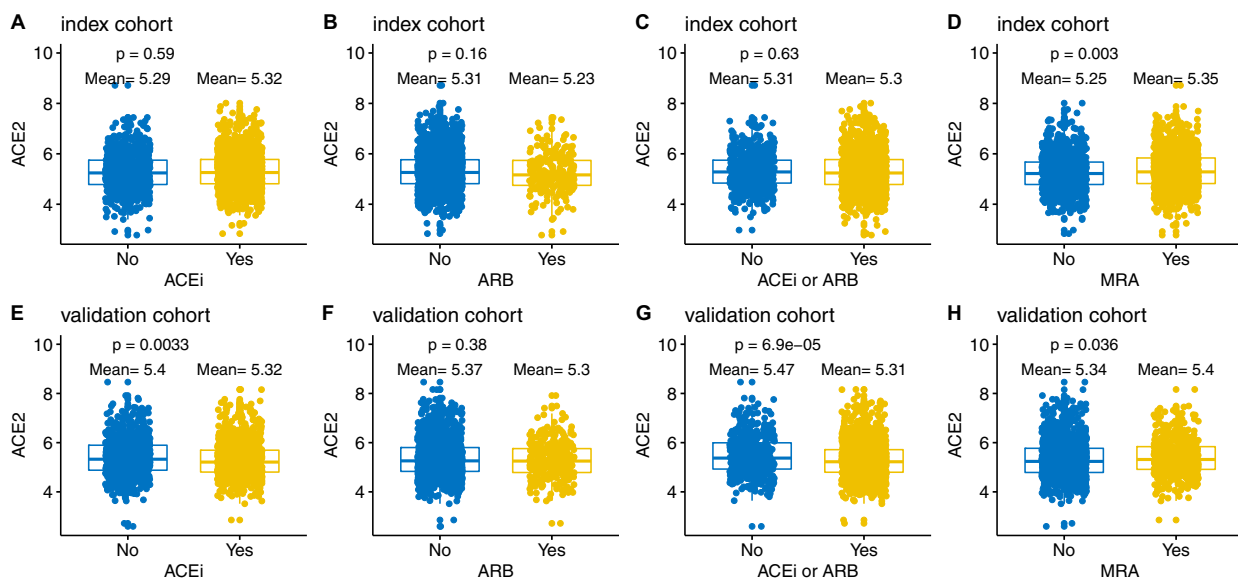 A index cohort
p = 0.59
Mean= 5.29 Mean= 5.32
10
8
6
4
ACE2
No Yes
ACEi
B index cohort
p = 0.16
Mean= 5.31 Mean= 5.23
10
8
6
4
ACE2
No Yes
ARB
C index cohort
p = 0.63
Mean= 5.31 Mean= 5.3
10
8
6
4
ACE2
No Yes
ACEi or ARB
D index cohort
p = 0.003
Mean= 5.25 Mean= 5.35
10
8
6
4
ACE2
No Yes
MRA
E validation cohort
p = 0.0033
Mean= 5.4 Mean= 5.32
10
8
6
4
ACE2
No Yes
ACEi
F validation cohort
p = 0.38
Mean= 5.37 Mean= 5.3
10
8
6
4
ACE2
No Yes
ARB
G validation cohort
p = 6.9e−05
Mean= 5.47 Mean= 5.31
10
8
6
4
ACE2
No Yes
ACEi or ARB
H validation cohort
p = 0.036
Mean= 5.34 Mean= 5.4
10
8
6
4
ACE2
No Yes
MRA